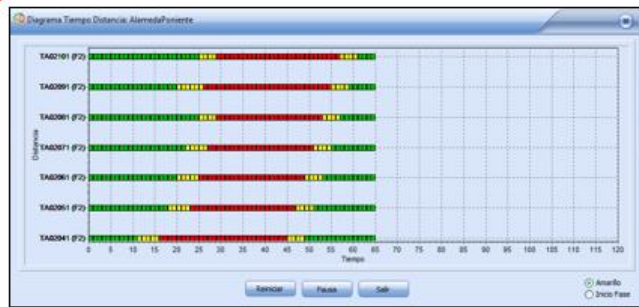 Diagrama Tiempo Distancia: AlamedaPoniente
TA02101 (F2)
TA02091 (F2)
TA02081 (F2)
TA02071 (F2)
TA02061 (F2)
TA02051 (F2)
TA02041 (F2)
Distancia
0 5 10 15 20 25 30 35 40 45 50 55 60 65 70 75 80 85 90 95 100 105 110 115 120
Tiempo
Reiniciar Pausa Salir
Amarillo
Inicio Fase